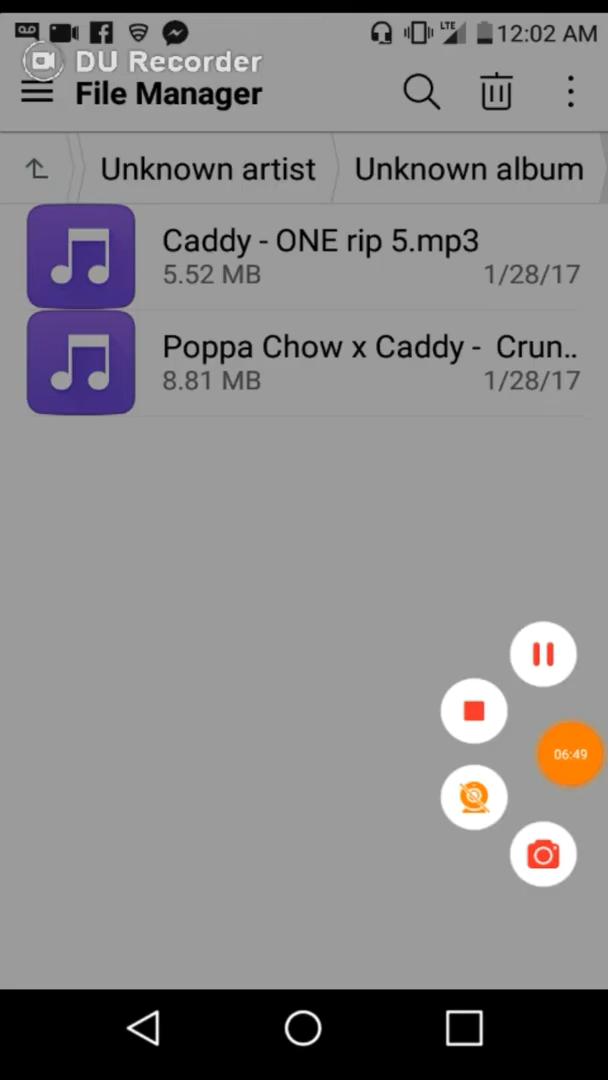 LTE 12:02 AM
DU Recorder
File Manager
Unknown artist Unknown album
Caddy - ONE rip 5.mp3
5.52 MB 1/28/17
Poppa Chow x Caddy - Crun..
8.81 MB 1/28/17
06:49